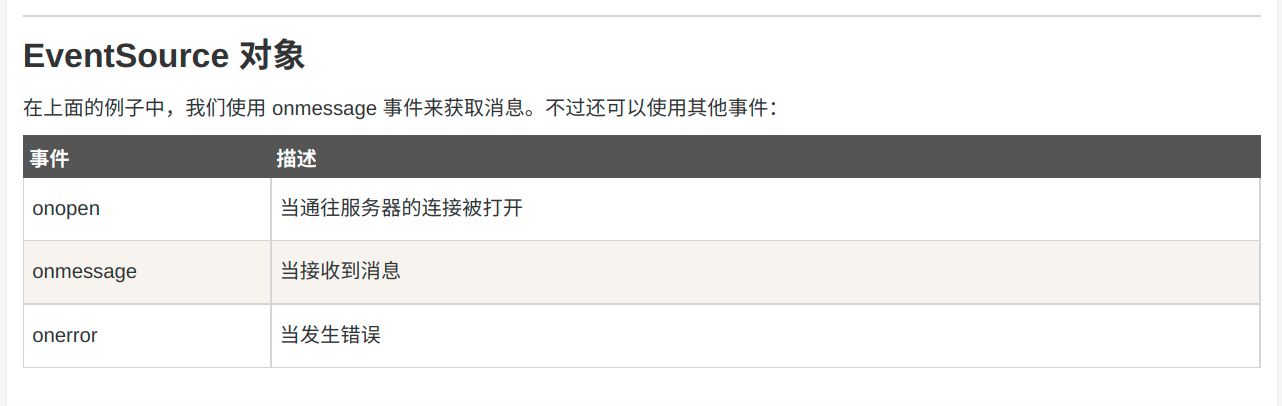 EventSource 对象
在上面的例子中，我们使用 onmessage 事件来获取消息。不过还可以使用其他事件：
事件 描述
onopen 当通往服务器的连接被打开
onmessage 当接收到消息
onerror 当发生错误